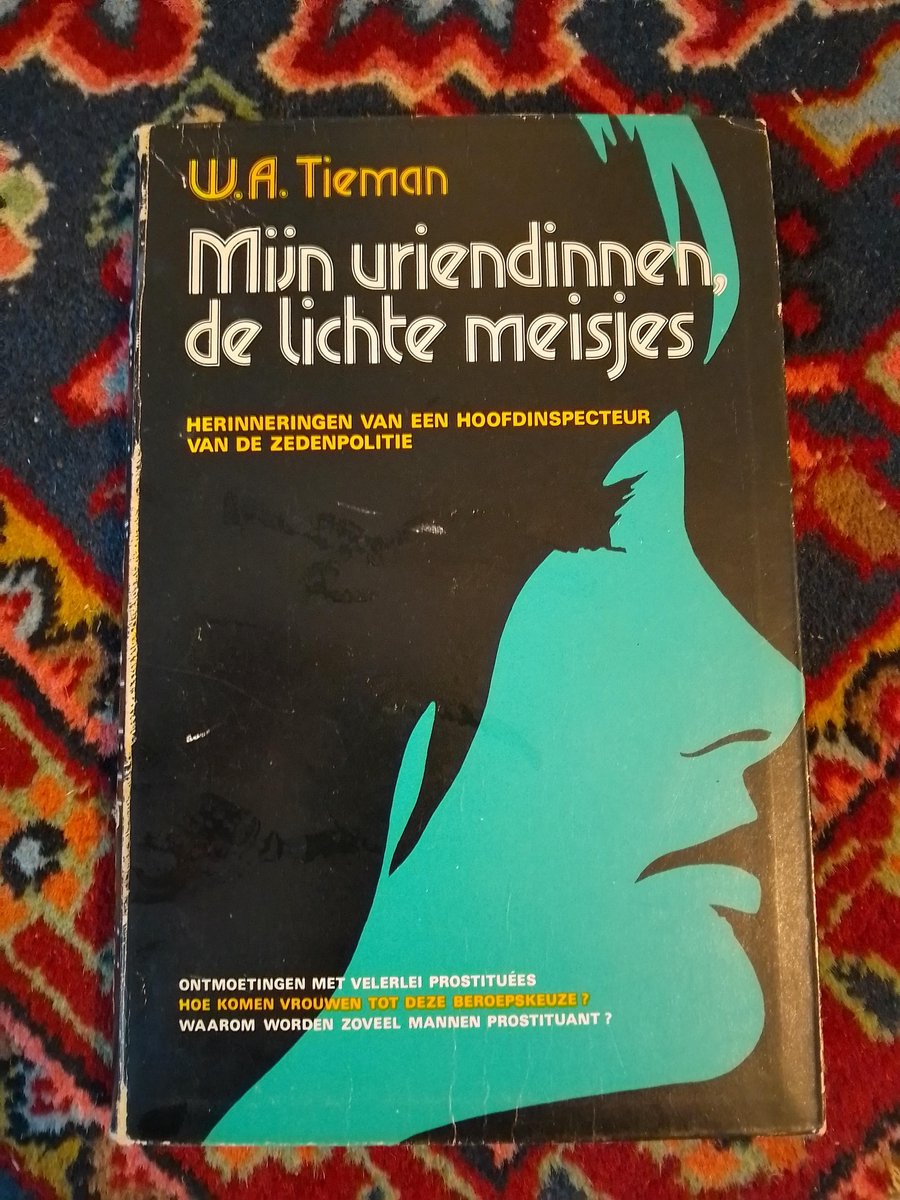 W.A. Tieman
Mijn vriendinnen,
de lichte meisjes
HERINNERINGEN VAN EEN HOOFDINSPECTEUR
VAN DE ZEDENPOLITIE
ONTMOETINGEN MET VELERLEI PROSTITUÉES
HOE KOMEN VROUWEN TOT DEZE BEROEPSKEUZE?
WAAROM WORDEN ZOVEEL MANNEN PROSTITUANT?